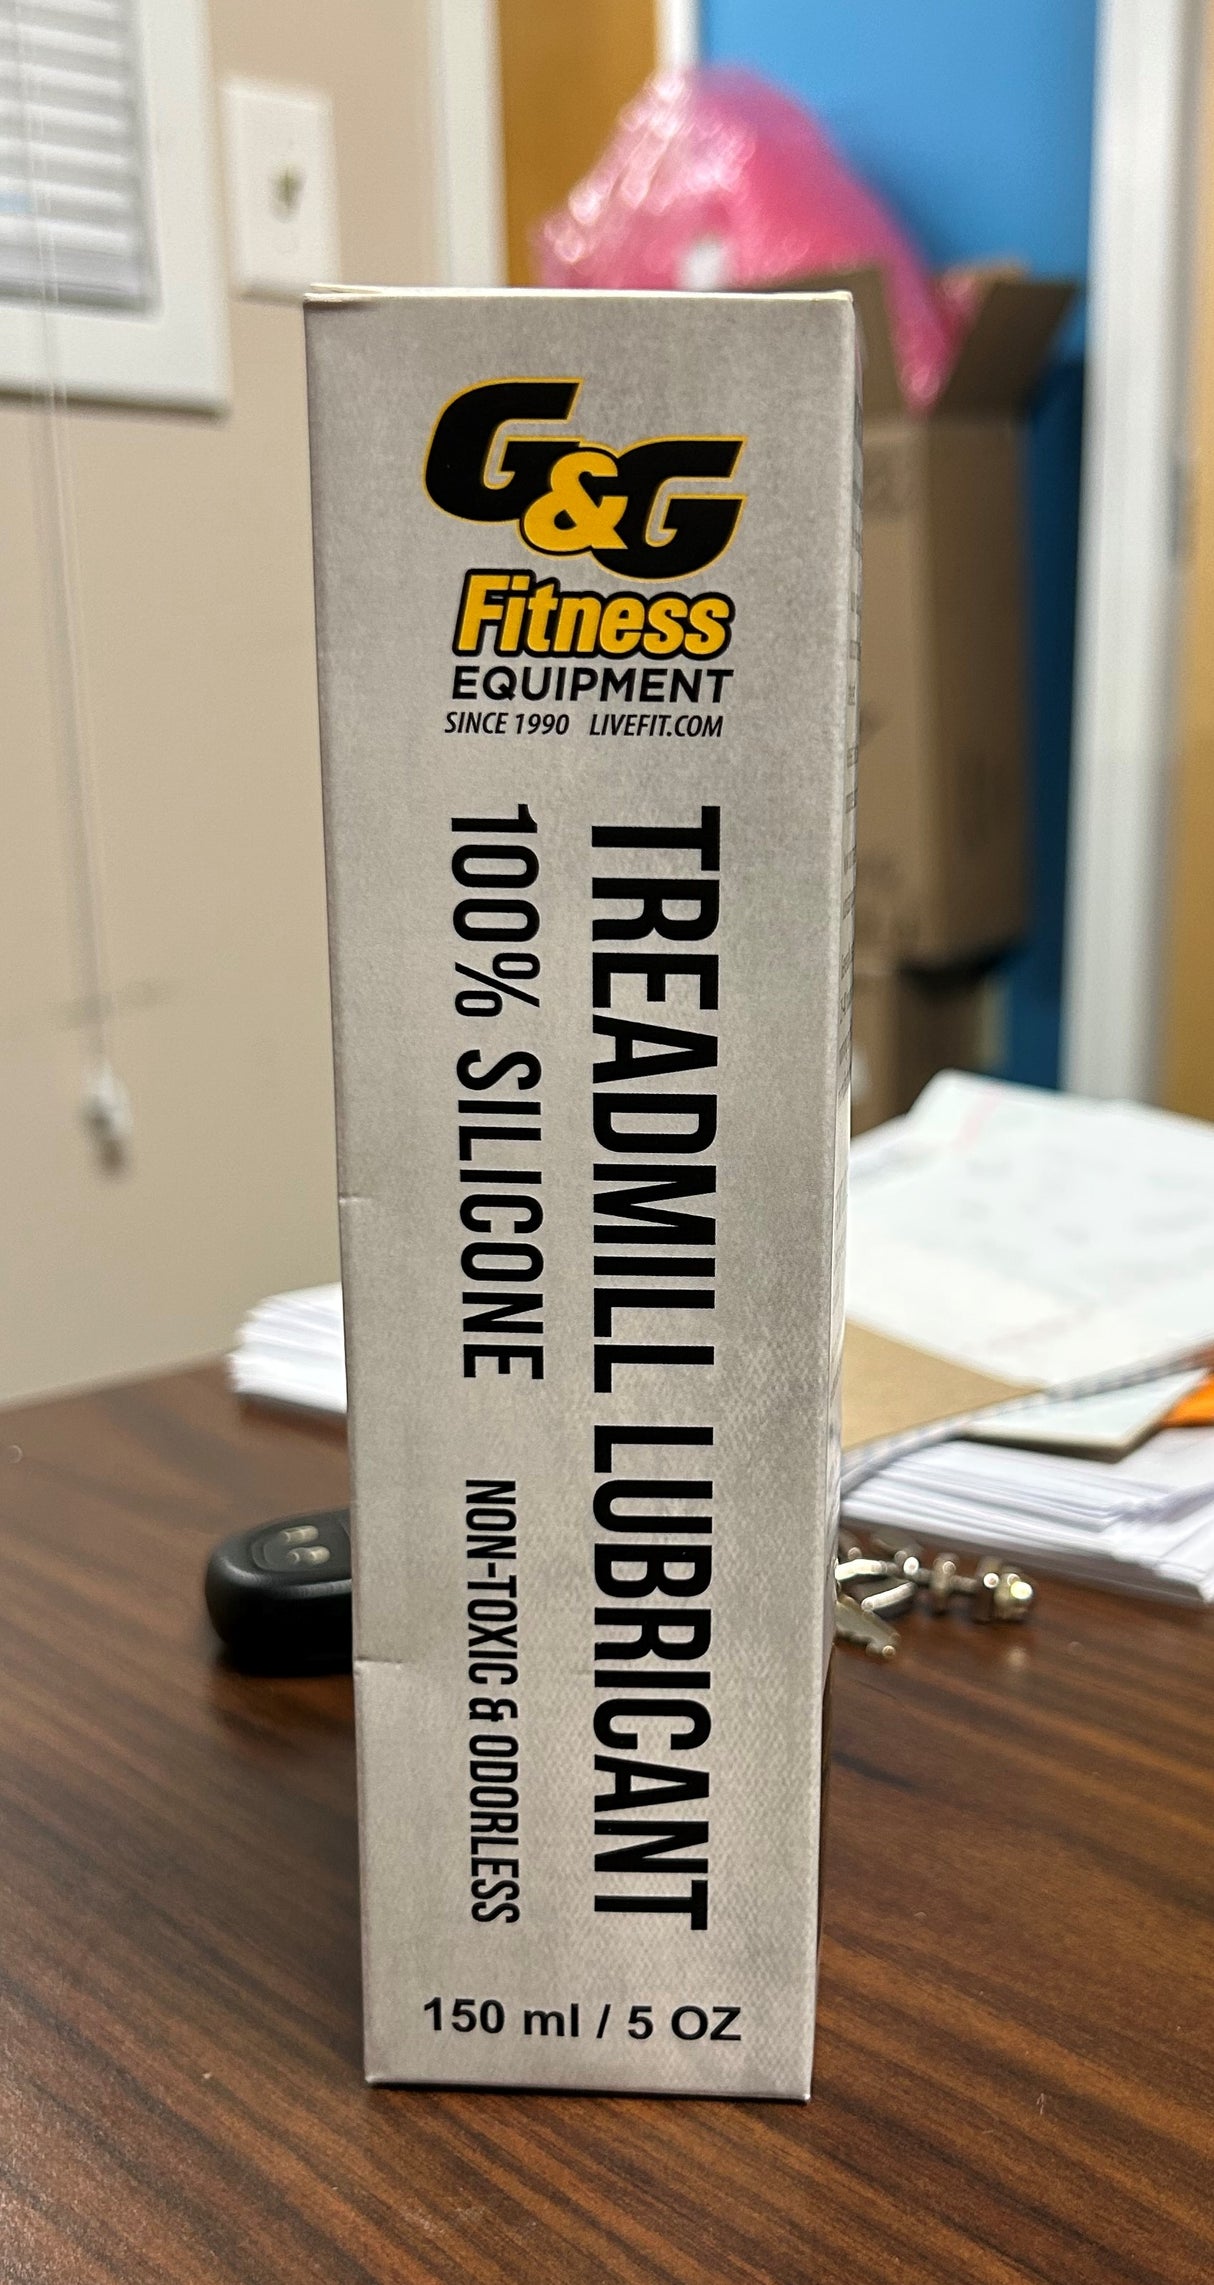 G&G
Fitness
EQUIPMENT
SINCE 1990 LIVEFIT.COM
TREADMILL LUBRICANT
100% SILICONE NON-TOXIC & ODORLESS
150 ml / 5 OZ